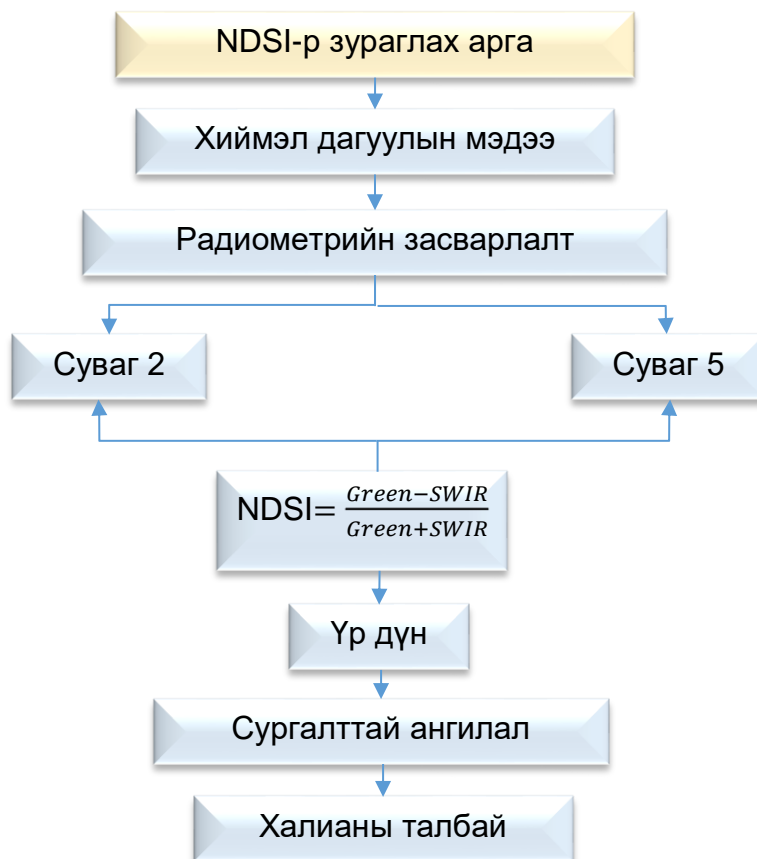 NDSI-р зураглах арга
Хиймэл дагуулын мэдээ
Радиометрийн засварлалт
Суваг 2
Суваг 5
NDSI= \frac{Green−SWIR}{Green+SWIR}
Үр дүн
Сургалттай ангилал
Халианы талбай